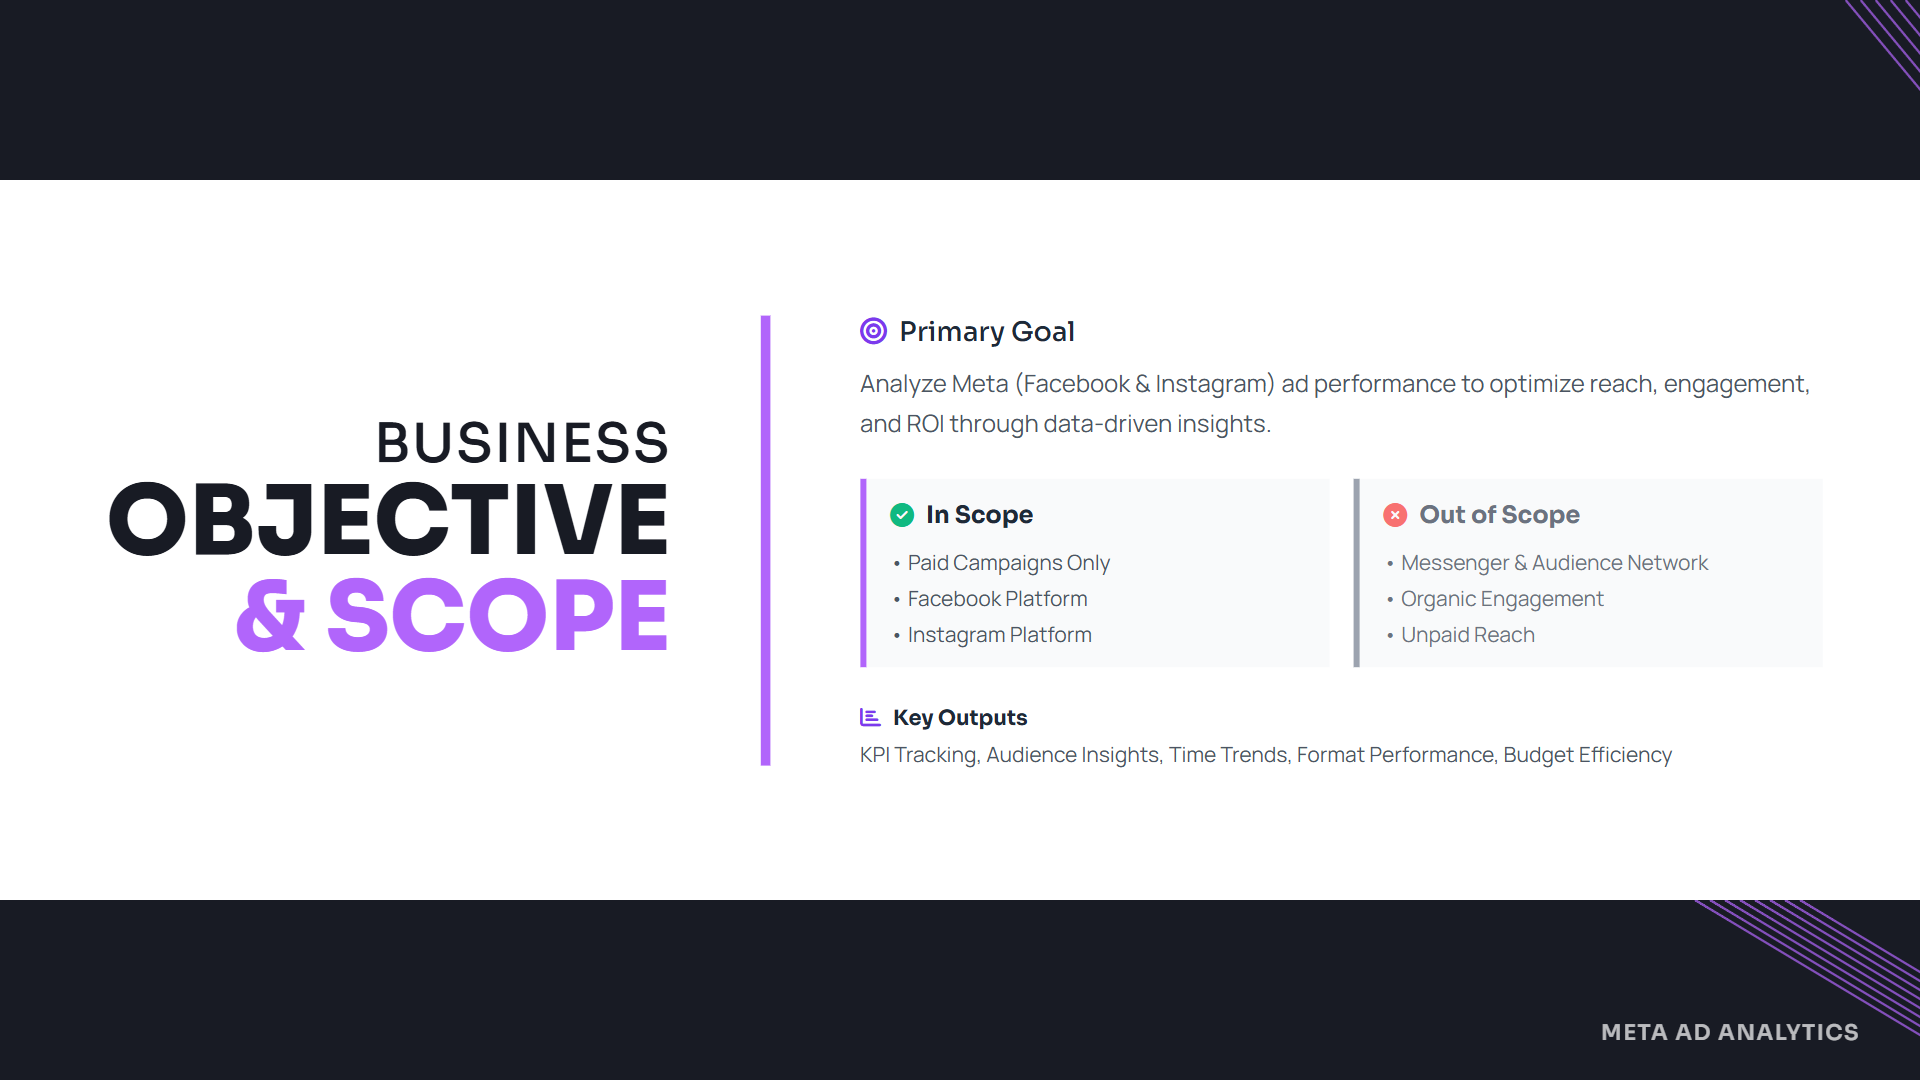 BUSINESS
OBJECTIVE
& SCOPE
Primary Goal
Analyze Meta (Facebook & Instagram) ad performance to optimize reach, engagement,
and ROI through data-driven insights.
In Scope
• Paid Campaigns Only
• Facebook Platform
• Instagram Platform
Out of Scope
• Messenger & Audience Network
• Organic Engagement
• Unpaid Reach
Key Outputs
KPI Tracking, Audience Insights, Time Trends, Format Performance, Budget Efficiency
META AD ANALYTICS